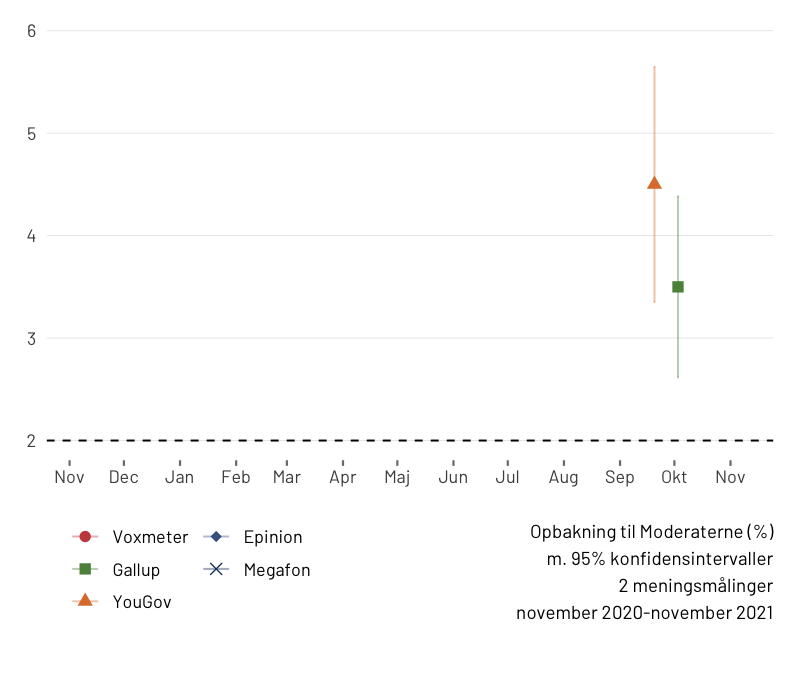 6
5
4
3
2
Nov Dec Jan Feb Mar Apr Maj Jun Jul Aug Sep Okt Nov
Voxmeter Epinion
Gallup Megafon
YouGov
Opbakning til Moderaterne (%)
m. 95% konfidensintervaller
2 meningsmålinger
november 2020-november 2021